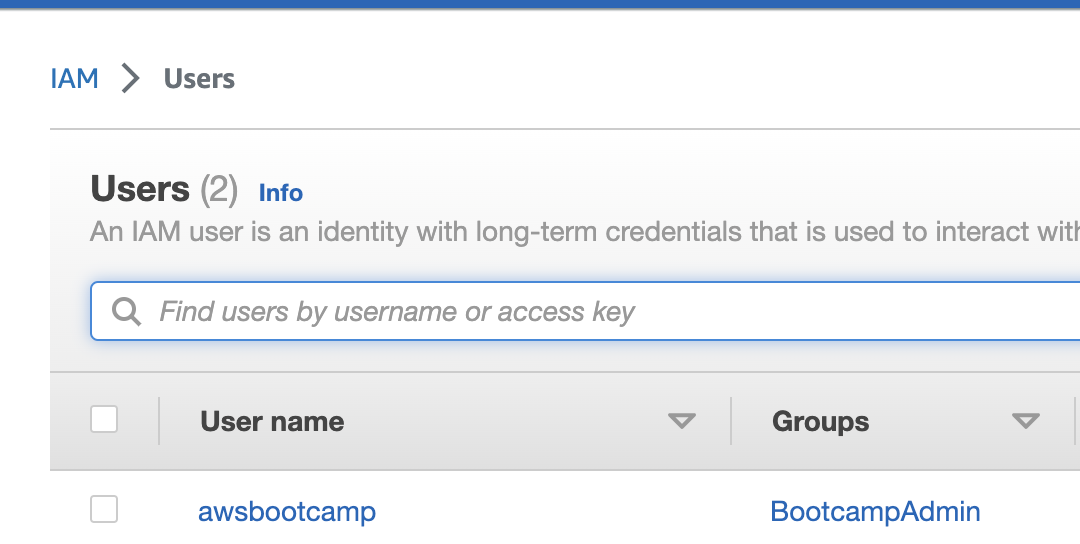 IAM > Users
Users (2) Info
An IAM user is an identity with long-term credentials that is used to interact with
Find users by username or access key
User name Groups
awsbootcamp BootcampAdmin